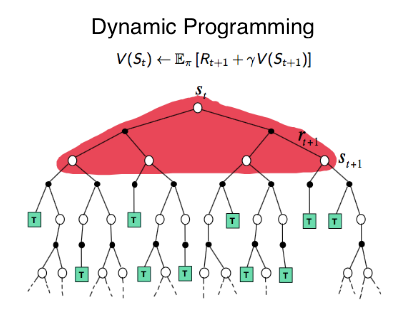 Dynamic Programming
V(S_t) ← 𝔼_π [R_{t+1} + γV(S_{t+1})]
s_t
r_{t+1}
s_{t+1}
T T T T
T T T T T